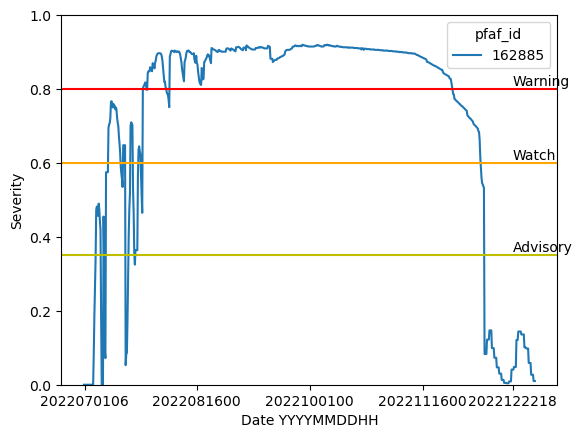 pfaf_id
162885
1.0
0.8
0.6
0.4
0.2
0.0
Severity
Warning
Watch
Advisory
2022070106
2022081600
2022100100
2022111600
2022122218
Date YYYYMMDDHH